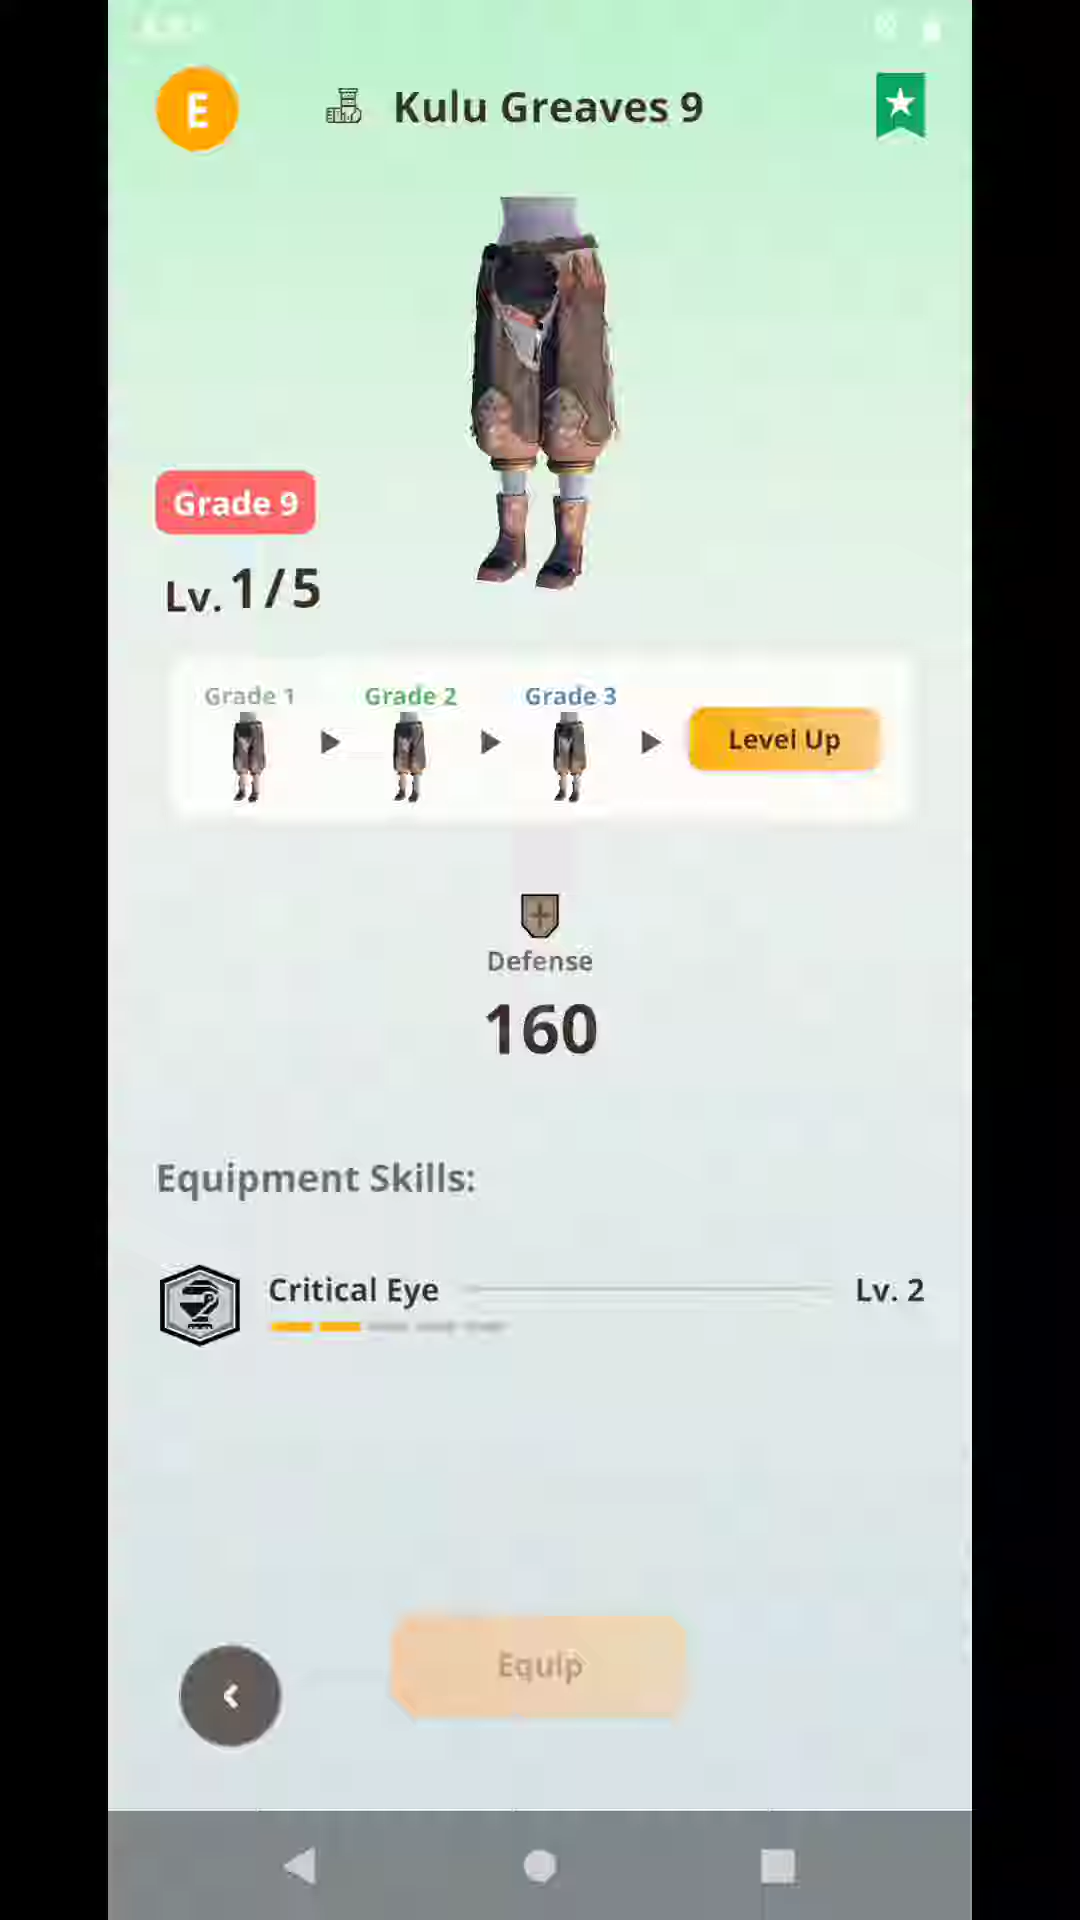 E
Kulu Greaves 9
Grade 9
Lv. 1/5
Grade 1
Grade 2
Grade 3
Level Up
Defense
160
Equipment Skills:
Critical Eye
Lv. 2
Equip